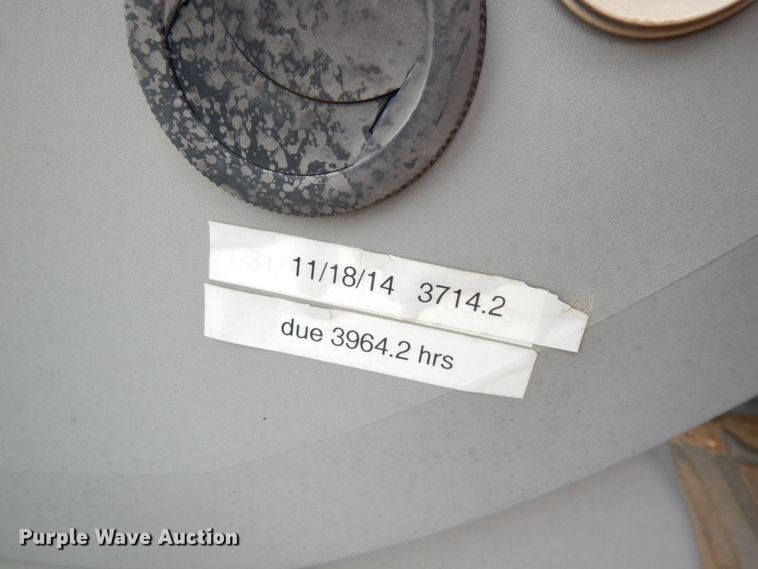 11/18/14 3714.2
due 3964.2 hrs
Purple Wave Auction